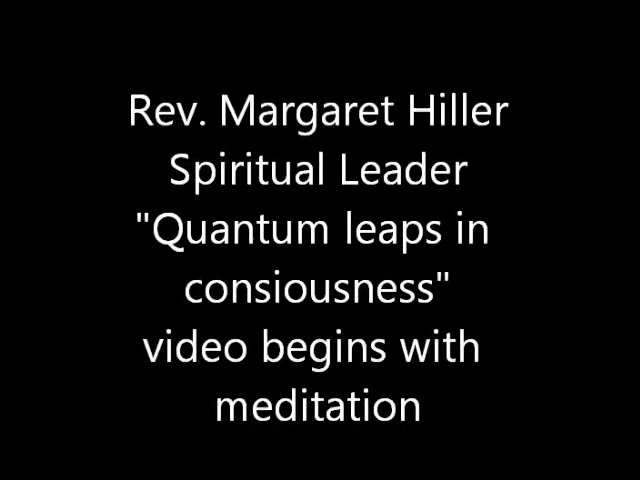 Rev. Margaret Hiller
Spiritual Leader
"Quantum leaps in
consiousness"
video begins with
meditation